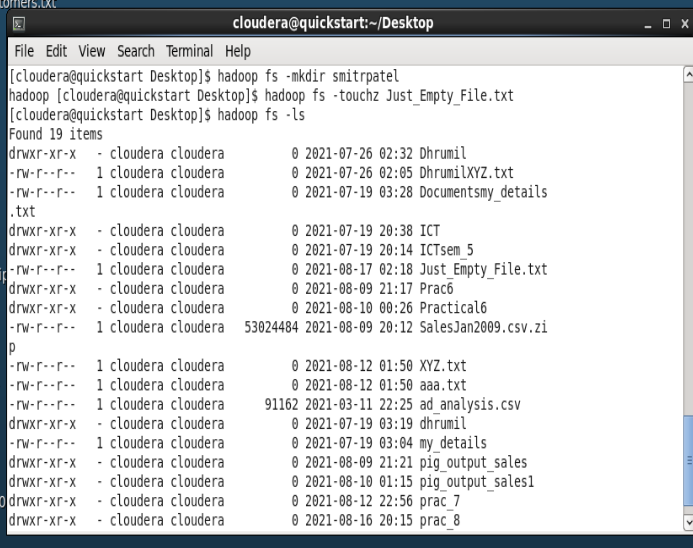 tomers.txt
cloudera@quickstart:~/Desktop
File Edit View Search Terminal Help
[cloudera@quickstart Desktop]$ hadoop fs -mkdir smitrpatel
hadoop [cloudera@quickstart Desktop]$ hadoop fs -touchz Just_Empty_File.txt
[cloudera@quickstart Desktop]$ hadoop fs -ls
Found 19 items
drwxr-xr-x   - cloudera cloudera          0 2021-07-26 02:32 Dhrumil
-rw-r--r--   1 cloudera cloudera          0 2021-07-26 02:05 DhrumilXYZ.txt
-rw-r--r--   1 cloudera cloudera          0 2021-07-19 03:28 Documentsmy_details
.txt
drwxr-xr-x   - cloudera cloudera          0 2021-07-19 20:38 ICT
drwxr-xr-x   - cloudera cloudera          0 2021-07-19 20:14 ICTsem_5
-rw-r--r--   1 cloudera cloudera          0 2021-08-17 02:18 Just_Empty_File.txt
drwxr-xr-x   - cloudera cloudera          0 2021-08-09 21:17 Prac6
drwxr-xr-x   - cloudera cloudera          0 2021-08-10 00:26 Practical6
-rw-r--r--   1 cloudera cloudera   53024484 2021-08-09 20:12 SalesJan2009.csv.zi
p
-rw-r--r--   1 cloudera cloudera          0 2021-08-12 01:50 XYZ.txt
-rw-r--r--   1 cloudera cloudera          0 2021-08-12 01:50 aaa.txt
-rw-r--r--   1 cloudera cloudera      91162 2021-03-11 22:25 ad_analysis.csv
drwxr-xr-x   - cloudera cloudera          0 2021-07-19 03:19 dhrumil
-rw-r--r--   1 cloudera cloudera          0 2021-07-19 03:04 my_details
drwxr-xr-x   - cloudera cloudera          0 2021-08-09 21:21 pig_output_sales
drwxr-xr-x   - cloudera cloudera          0 2021-08-10 01:15 pig_output_sales1
drwxr-xr-x   - cloudera cloudera          0 2021-08-12 22:56 prac_7
drwxr-xr-x   - cloudera cloudera          0 2021-08-16 20:15 prac_8